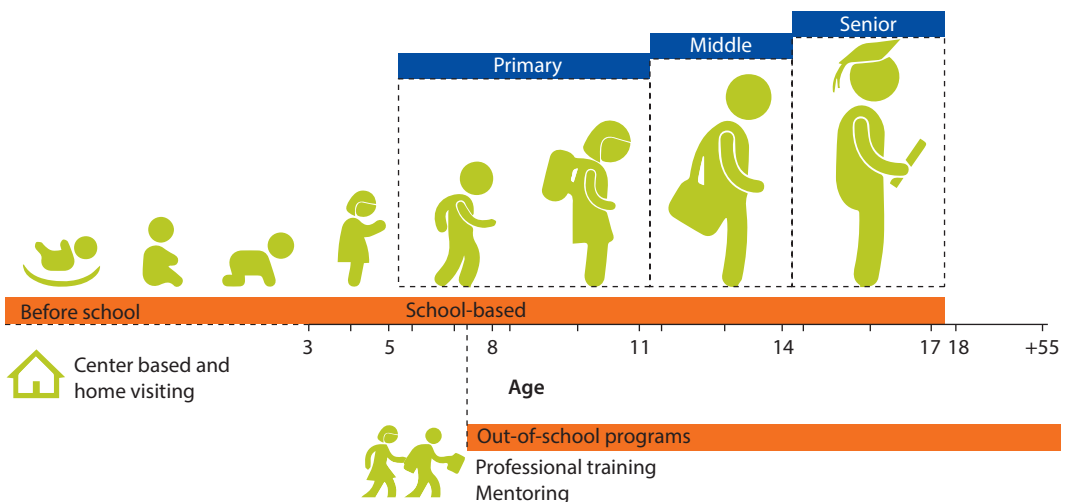 Senior
Middle
Primary
Before school
School-based
3
5
8
11
14
17
18
+55
Center based and
home visiting
Age
Out-of-school programs
Professional training
Mentoring